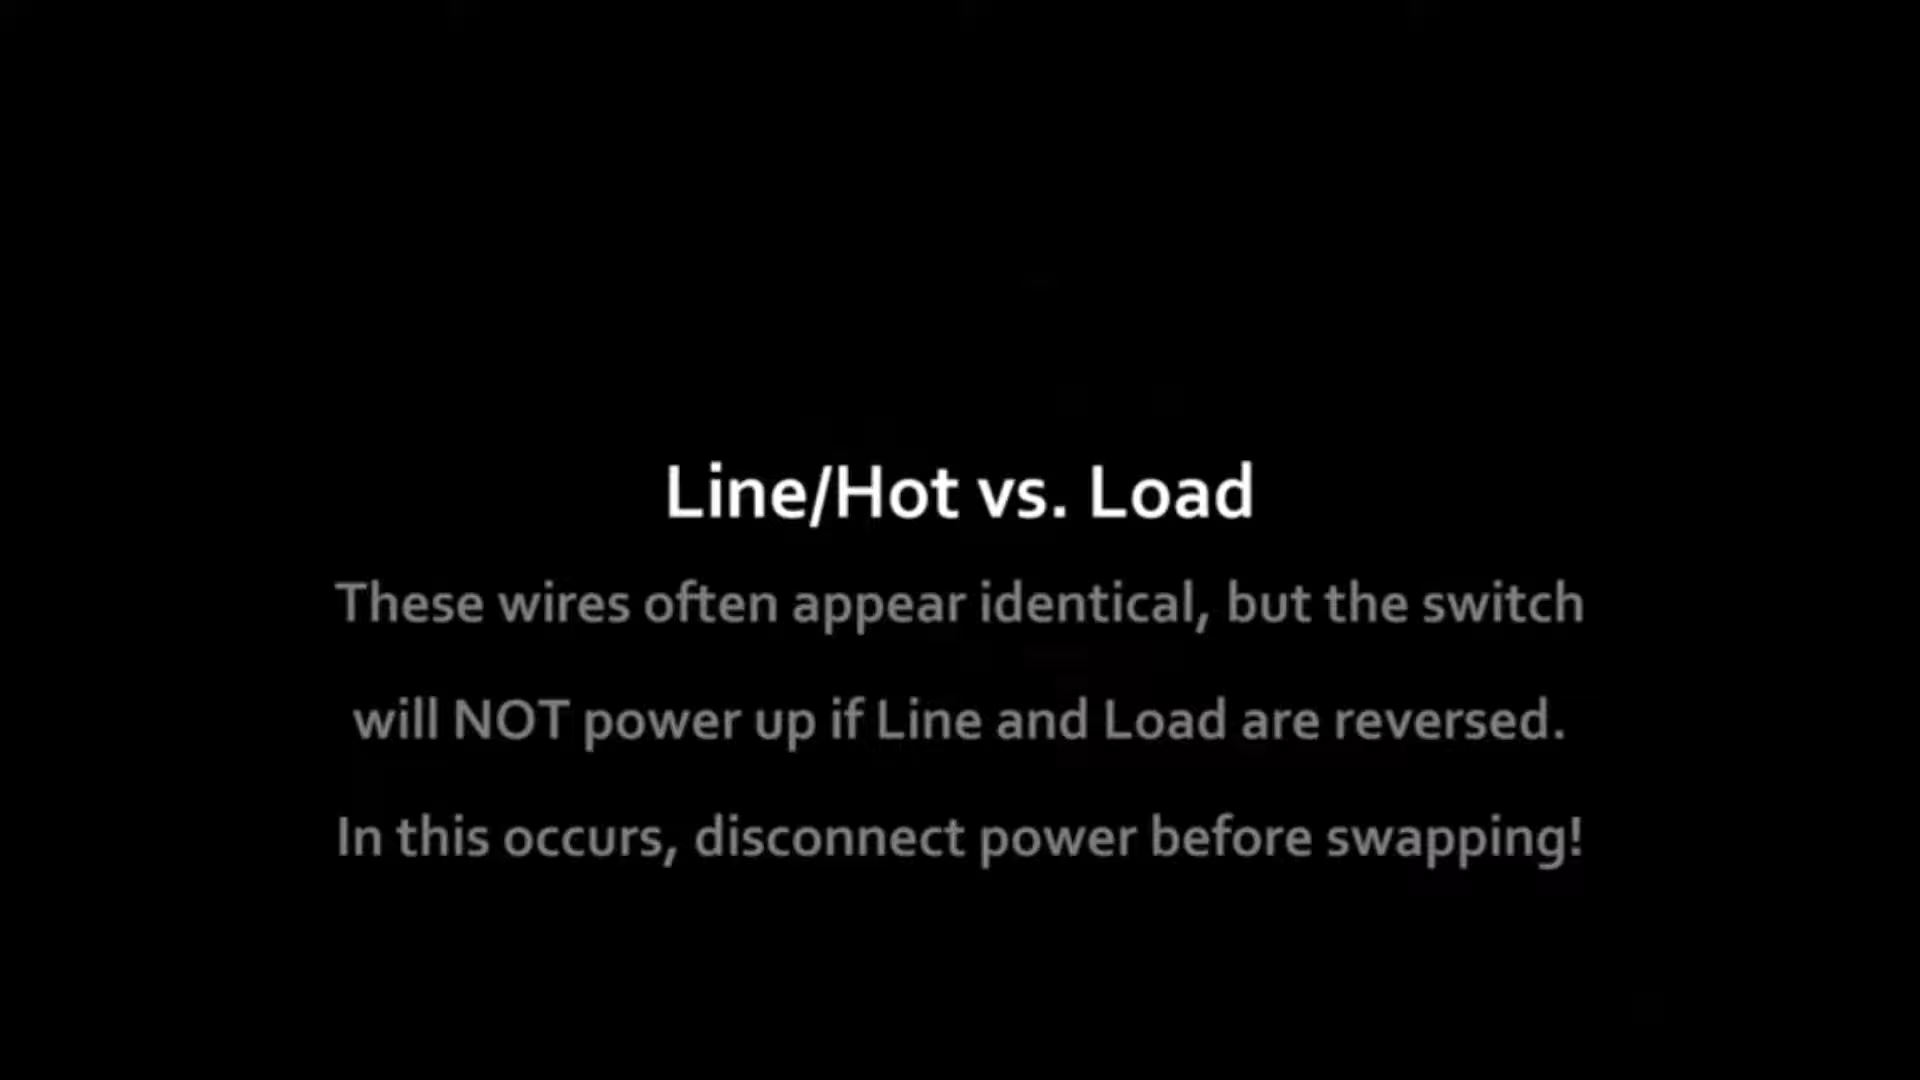 Line/Hot vs. Load
These wires often appear identical, but the switch
will NOT power up if Line and Load are reversed.
In this occurs, disconnect power before swapping!